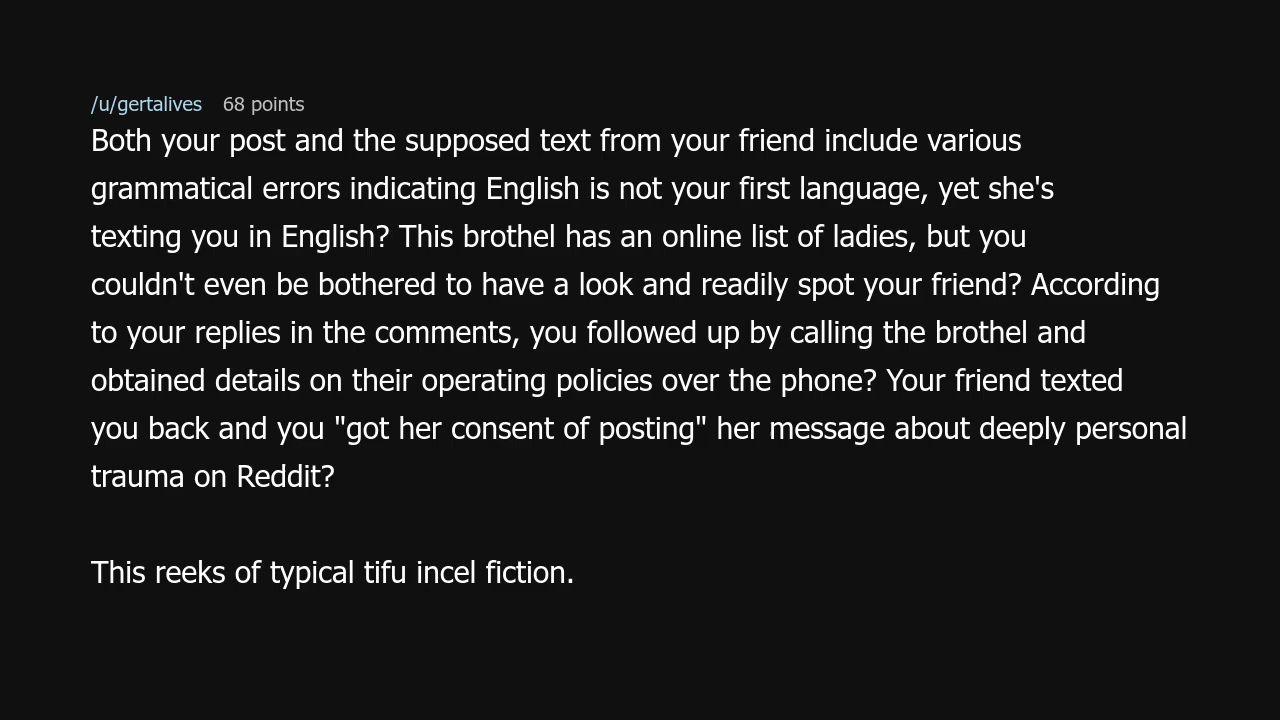 /u/gertalives 68 points
Both your post and the supposed text from your friend include various
grammatical errors indicating English is not your first language, yet she's
texting you in English? This brothel has an online list of ladies, but you
couldn't even be bothered to have a look and readily spot your friend? According
to your replies in the comments, you followed up by calling the brothel and
obtained details on their operating policies over the phone? Your friend texted
you back and you "got her consent of posting" her message about deeply personal
trauma on Reddit?
This reeks of typical tifu incel fiction.